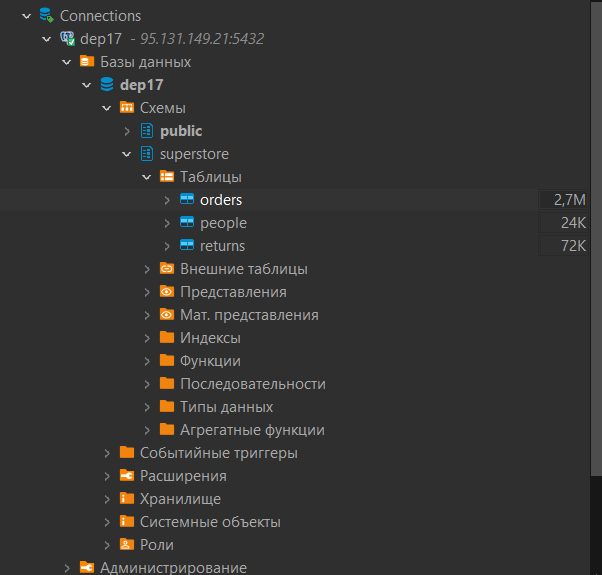 Connections
dep17 - 95.131.149.21:5432
Базы данных
dep17
Схемы
public
superstore
Таблицы
orders 2,7M
people 24K
returns 72K
Внешние таблицы
Представления
Мат. представления
Индексы
Функции
Последовательности
Типы данных
Агрегатные функции
Событийные триггеры
Расширения
Хранилище
Системные объекты
Роли
Администрирование